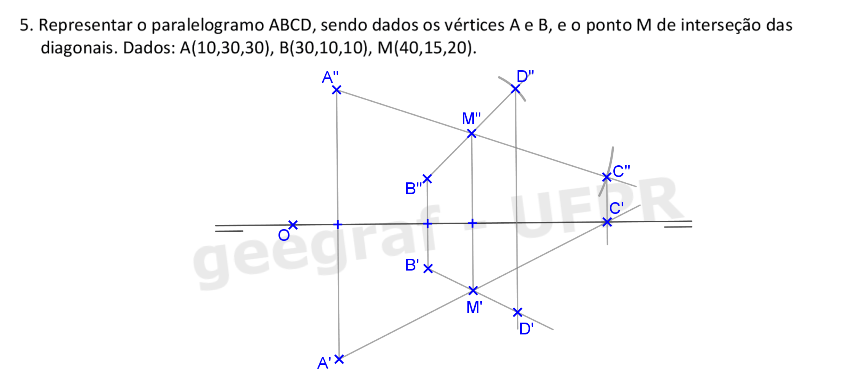 5. Representar o paralelogramo ABCD, sendo dados os vértices A e B, e o ponto M de interseção das
diagonais. Dados: A(10,30,30), B(30,10,10), M(40,15,20).
A" D"
M"
B" C"
C'
O
geegraf - UFPR
B'
M'
D'
A'